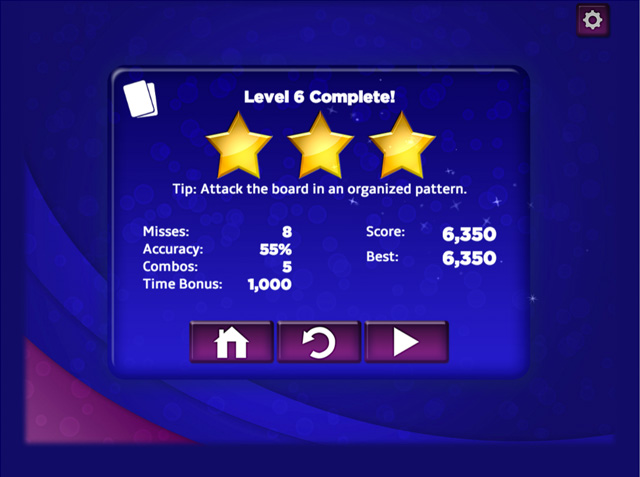 Level 6 Complete!
Tip: Attack the board in an organized pattern.
Misses: 8
Accuracy: 55%
Combos: 5
Time Bonus: 1,000
Score: 6,350
Best: 6,350